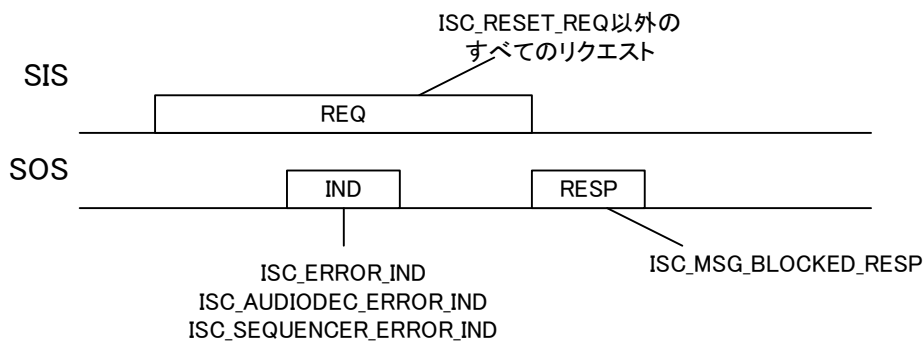 ISC_RESET_REQ以外の
すべてのリクエスト
SIS
REQ
SOS
IND
RESP
ISC_ERROR_IND
ISC_AUDIODEC_ERROR_IND
ISC_SEQUENCER_ERROR_IND
ISC_MSG_BLOCKED_RESP